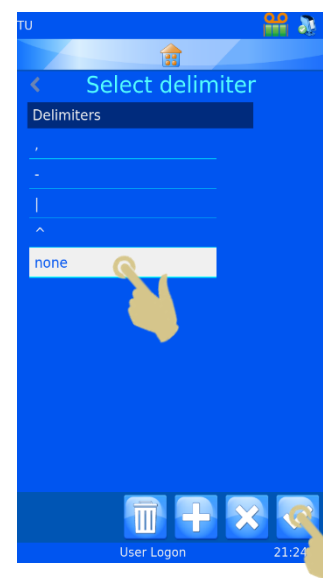 TU
Select delimiter
Delimiters
,
-
|
^
none
User Logon
21:24